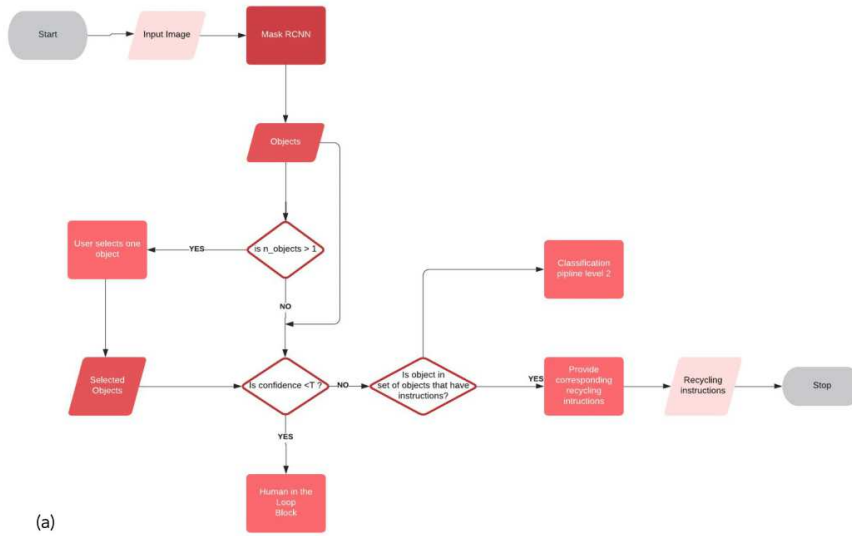 Start
Input Image
Mask RCNN
Objects
is n_objects > 1
YES
User selects one
object
NO
Selected
Objects
Is confidence <T ?
NO
YES
Human in the
Loop
Block
Is object in
set of objects that have
instructions?
Classification
pipline level 2
YES
Provide
corresponding
recycling
intructions
Recycling
instructions
Stop
(a)